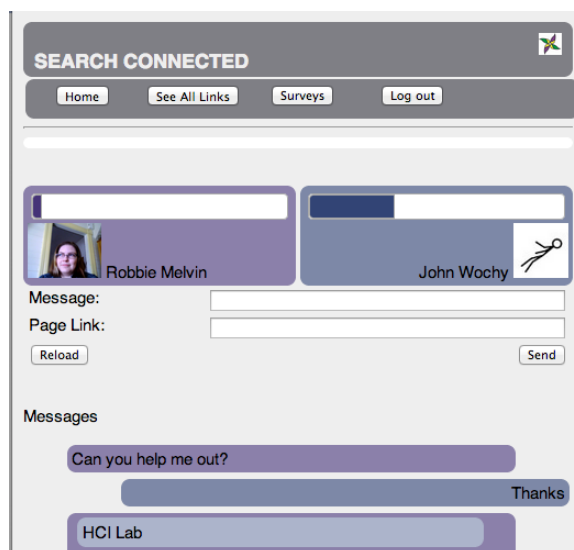 SEARCH CONNECTED
Home See All Links Surveys Log out
Robbie Melvin John Wochy
Message:
Page Link:
Reload Send
Messages
Can you help me out?
Thanks
HCI Lab